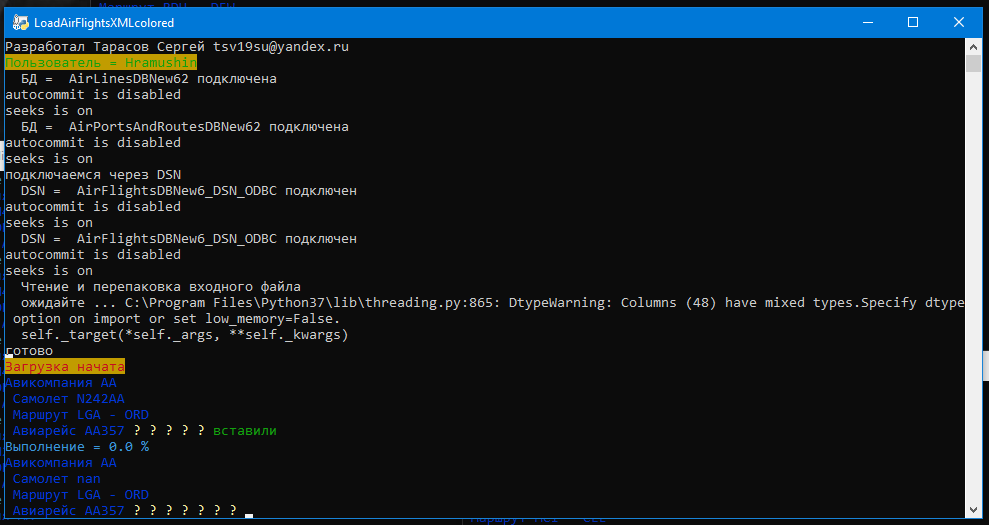 LoadAirFlightsXMLcolored
Разработал Тарасов Сергей tsv19su@yandex.ru
Пользователь = Hramushin
БД =  AirLinesDBNew62 подключена
autocommit is disabled
seeks is on
БД =  AirPortsAndRoutesDBNew62 подключена
autocommit is disabled
seeks is on
подключаемся через DSN
DSN =  AirFlightsDBNew6_DSN_ODBC подключен
autocommit is disabled
seeks is on
DSN =  AirFlightsDBNew6_DSN_ODBC подключен
autocommit is disabled
seeks is on
Чтение и перепаковка входного файла
ожидайте ... C:\Program Files\Python37\lib\threading.py:865: DtypeWarning: Columns (48) have mixed types.Specify dtype
option on import or set low_memory=False.
self._target(*self._args, **self._kwargs)
готово
Загрузка начата
Авикомпания AA
Самолет N242AA
Маршрут LGA - ORD
Авиарейс AA357 ? ? ? ? ? вставили
Выполнение = 0.0 %
Авикомпания AA
Самолет nan
Маршрут LGA - ORD
Авиарейс AA357 ? ? ? ? ? ? ?